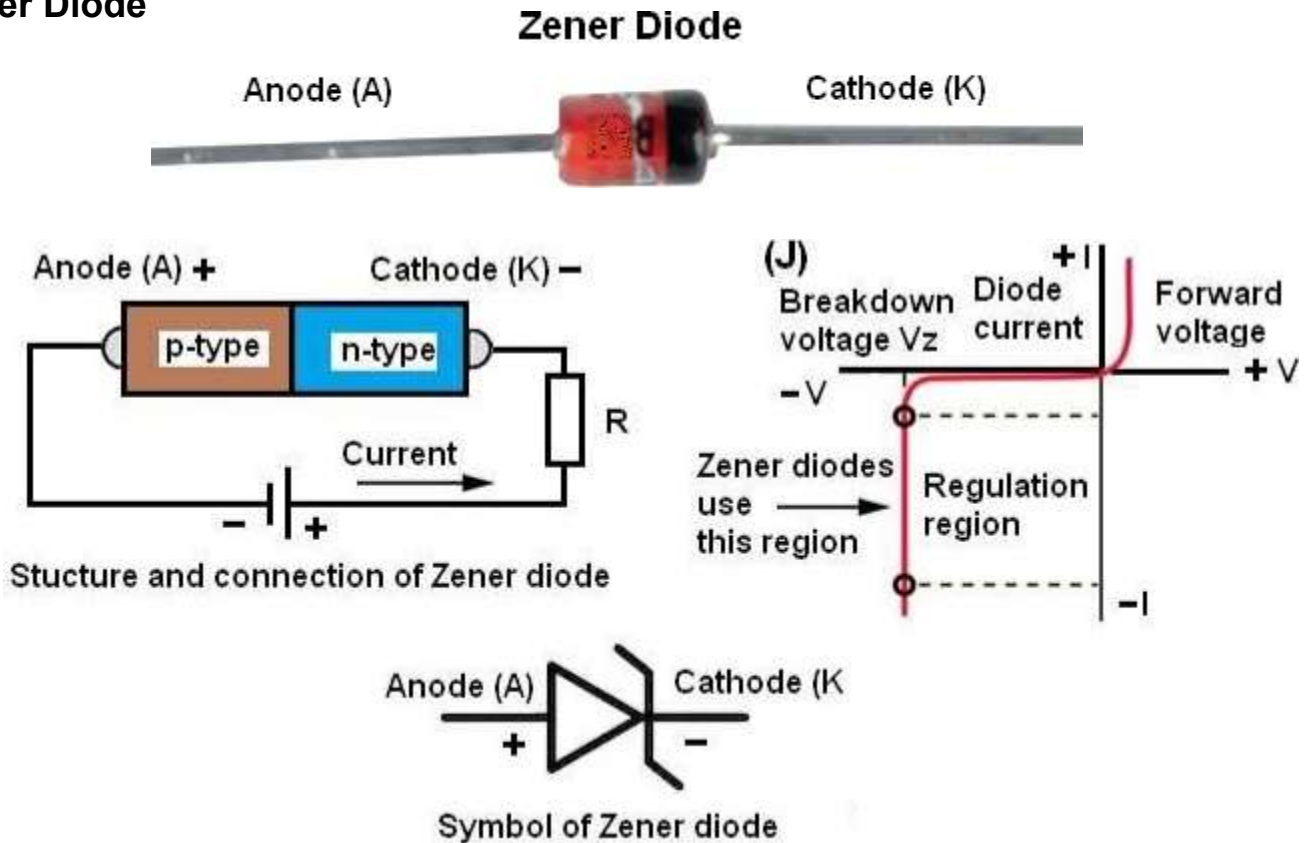 er Diode
Zener Diode
Anode (A)
Cathode (K)
Anode (A) +
Cathode (K) −
p-type
n-type
R
Current
− +
Stucture and connection of Zener diode
(J)
+I
Breakdown
voltage Vz
Diode
current
Forward
voltage
−V
+V
Zener diodes
use
this region
Regulation
region
−I
Anode (A)
Cathode (K
+ −
Symbol of Zener diode